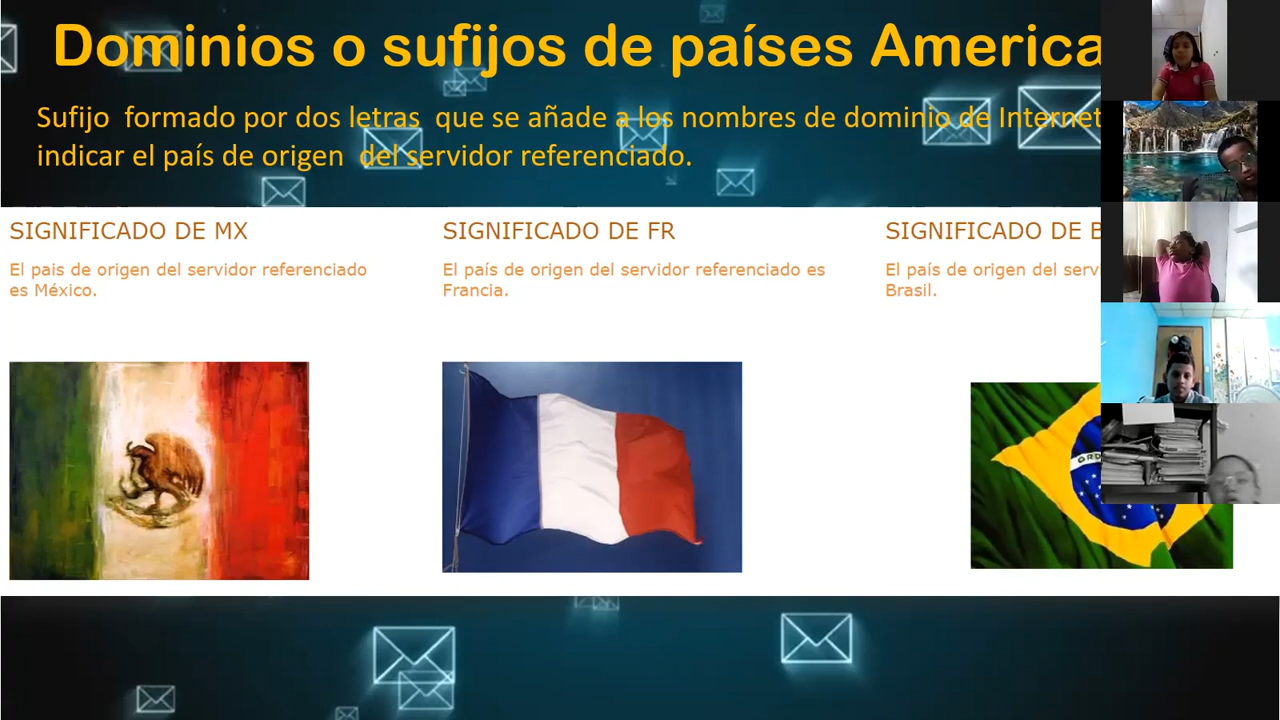 Dominios o sufijos de países America
Sufijo formado por dos letras que se añade a los nombres de dominio de Internet
indicar el país de origen del servidor referenciado.
SIGNIFICADO DE MX
El pais de origen del servidor referenciado
es México.
SIGNIFICADO DE FR
El país de origen del servidor referenciado es
Francia.
SIGNIFICADO DE B
El país de origen del serv
Brasil.
ORD